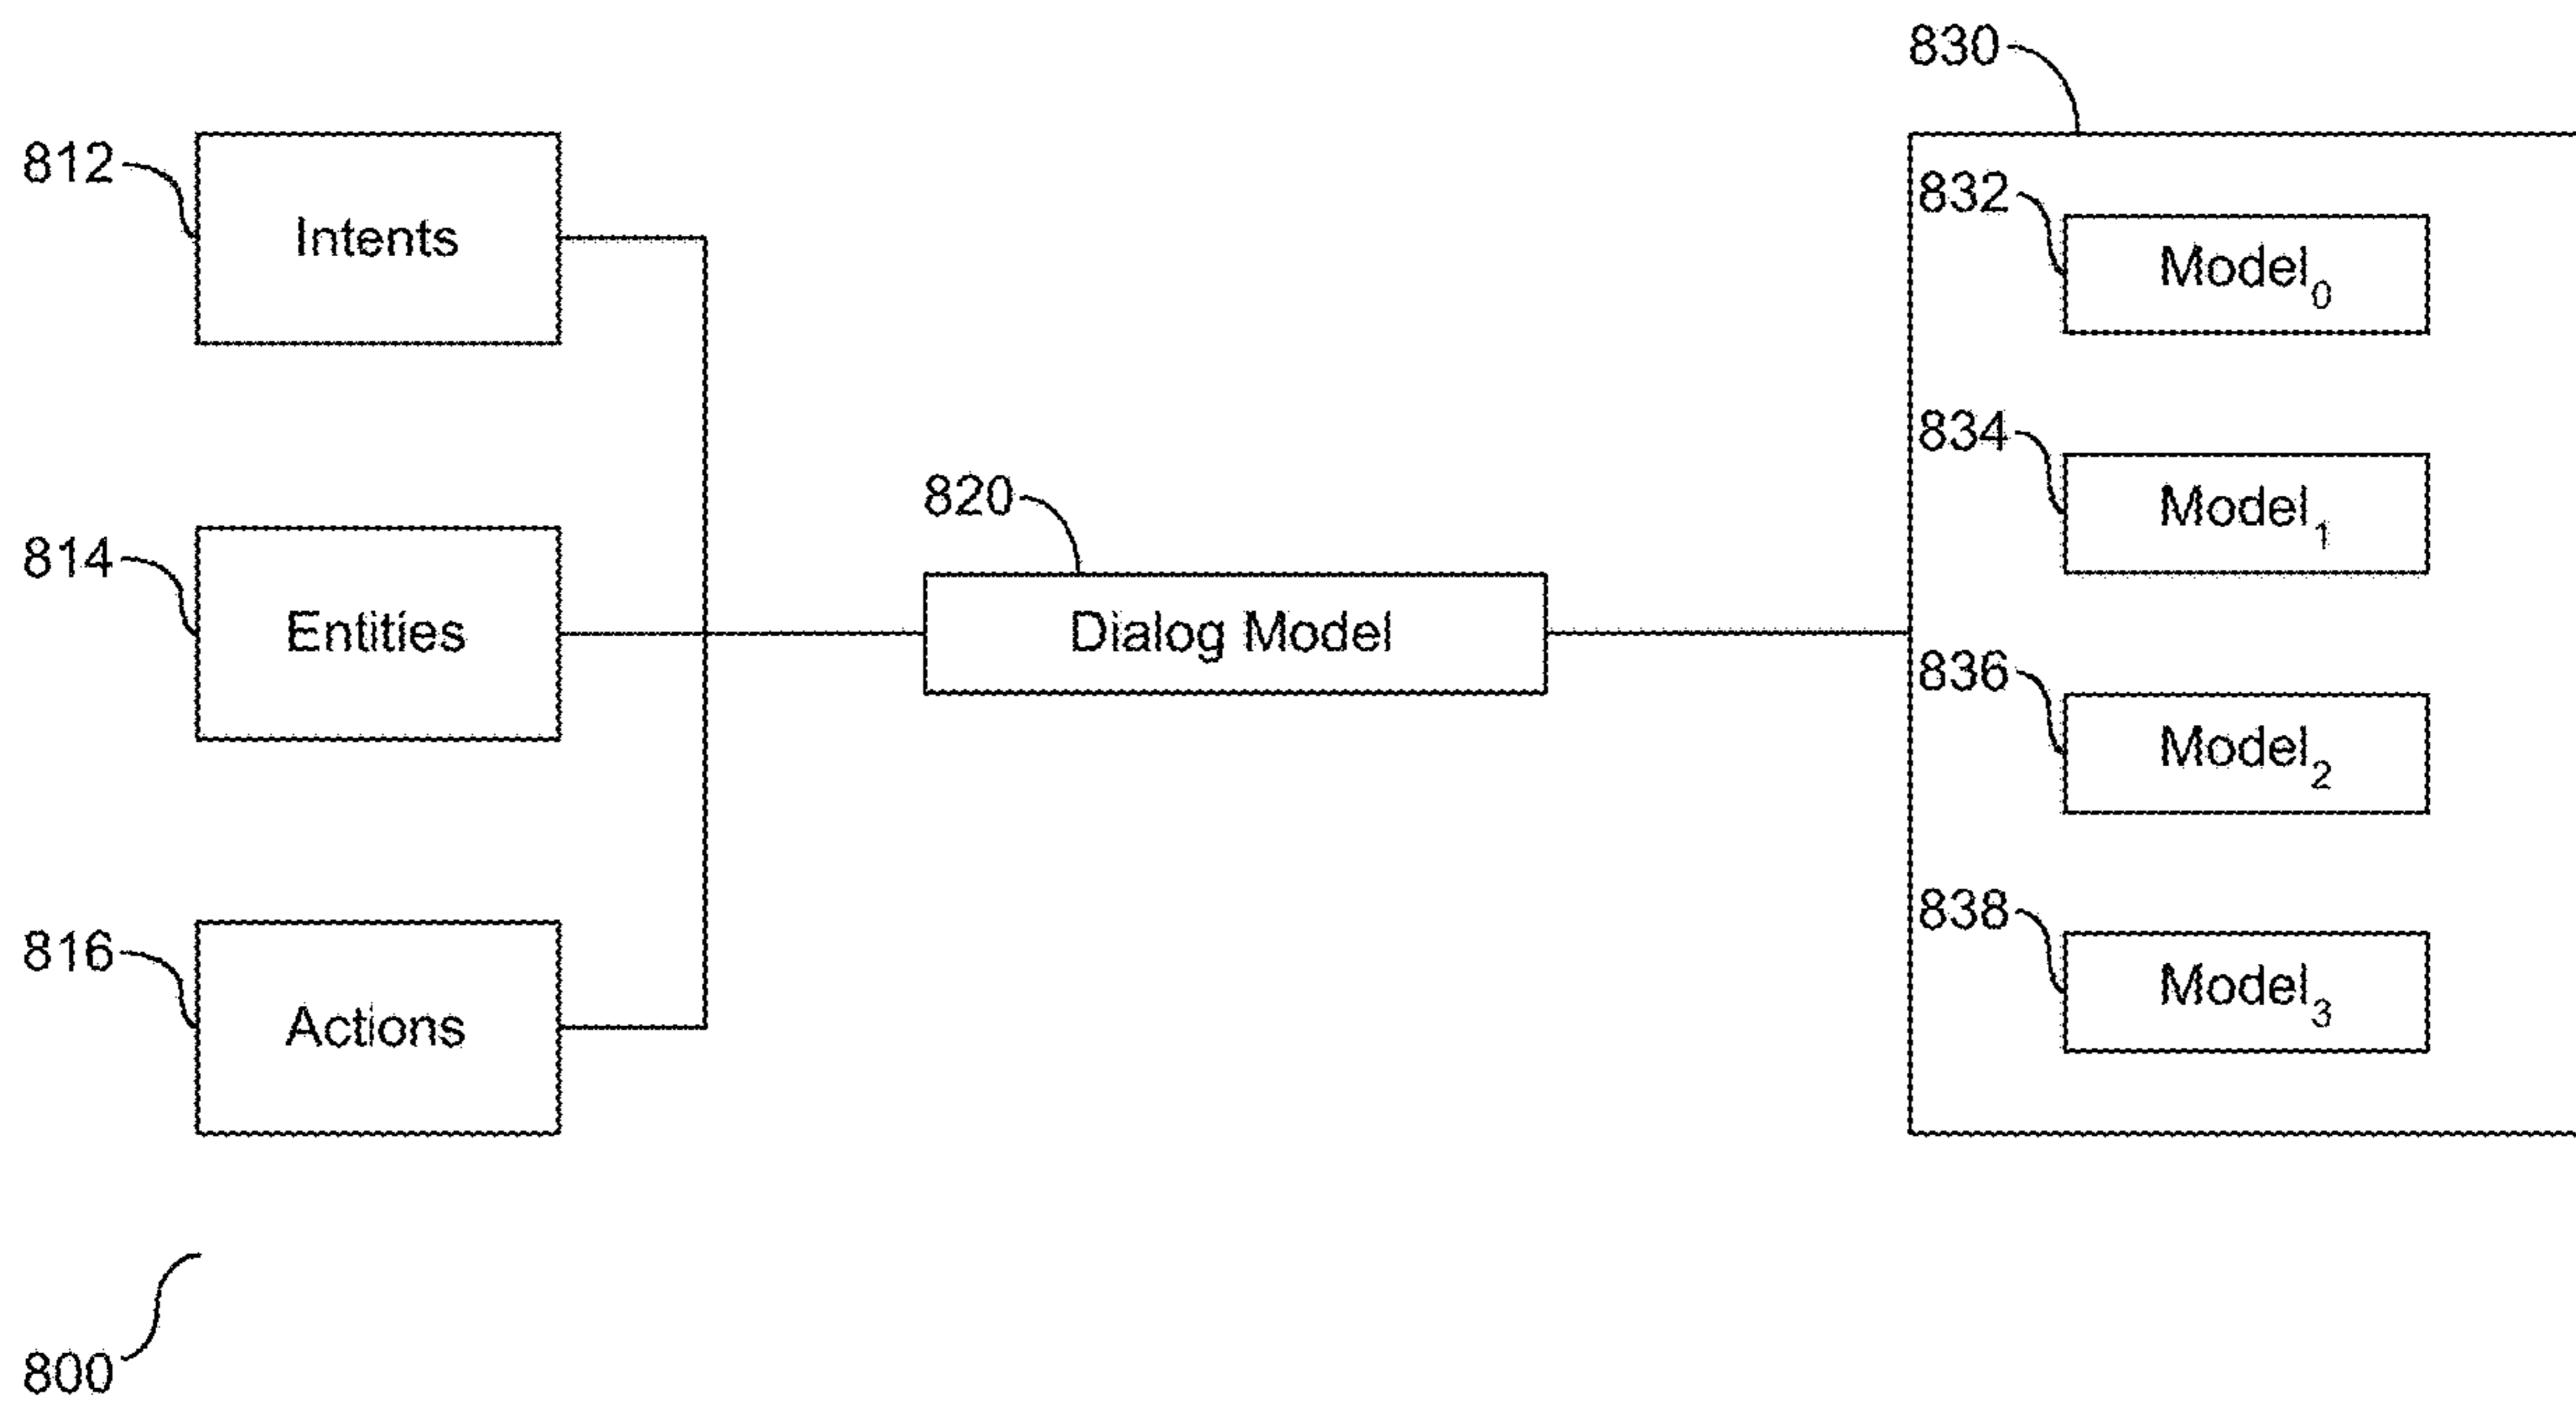 830
812
Intents
832
Model₀
834
Model₁
820
814
Entities
Dialog Model
836
Model₂
838
816
Actions
Model₃
800